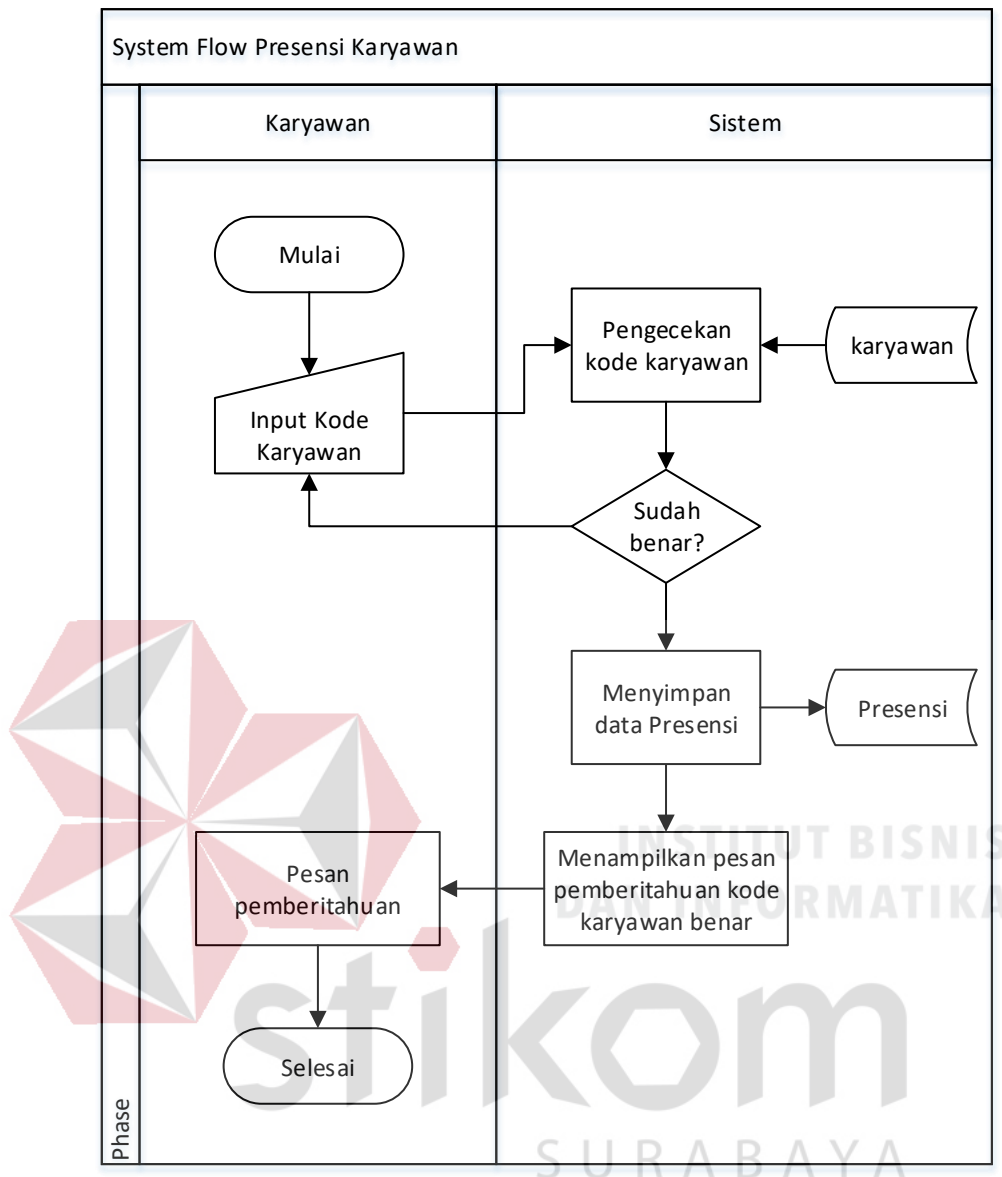 System Flow Presensi Karyawan
Karyawan
Sistem
Mulai
Pengecekan
kode karyawan
karyawan
Input Kode
Karyawan
Sudah
benar?
Menyimpan
data Presensi
Presensi
Menampilkan pesan
pemberitahuan kode
karyawan benar
Pesan
pemberitahuan
Selesai
Phase
INSTITUT BISNIS
DAN INFORMATIKA
stikom
SURABAYA